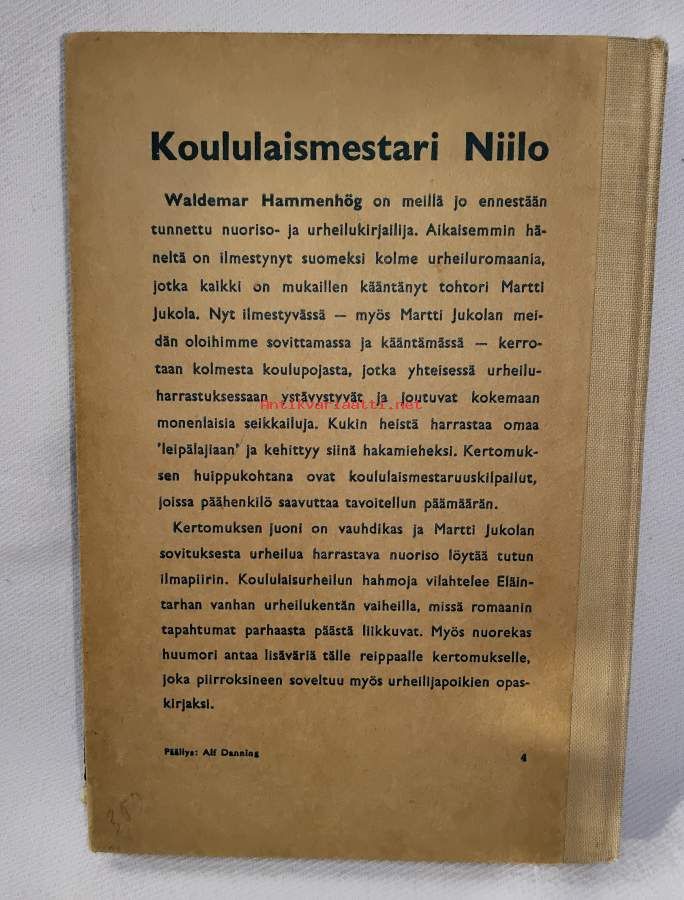 Koululaismestari Niilo
Waldemar Hammenhög on meillä jo ennestään
tunnettu nuoriso- ja urheilukirjailija. Aikaisemmin hä-
neltä on ilmestynyt suomeksi kolme urheiluromaania,
jotka kaikki on mukaillen kääntänyt tohtori Martti
Jukola. Nyt ilmestyvässä — myös Martti Jukolan mei-
dän oloihimme sovittamassa ja kääntämässä — kerro-
taan kolmesta koulupojasta, jotka yhteisessä urheilu-
harrastuksessaan ystävystyvät ja joutuvat kokemaan
Antikvariaatti.net
monenlaisia seikkailuja. Kukin heistä harrastaa omaa
'leipälajiaan' ja kehittyy siinä hakamieheksi. Kertomuk-
sen huippukohtana ovat koululaismestaruuskilpailut,
joissa päähenkilö saavuttaa tavoitellun päämäärän.
Kertomuksen juoni on vauhdikas ja Martti Jukolan
sovituksesta urheilua harrastava nuoriso löytää tutun
ilmapiirin. Koululaisurheilun hahmoja vilahtelee Eläin-
tarhan vanhan urheilukentän vaiheilla, missä romaanin
tapahtumat parhaasta päästä liikkuvat. Myös nuorekas
huumori antaa lisäväriä tälle reippaalle kertomukselle,
joka piirroksineen soveltuu myös urheilijapoikien opas-
kirjaksi.
Päällys: Alf Danning
4